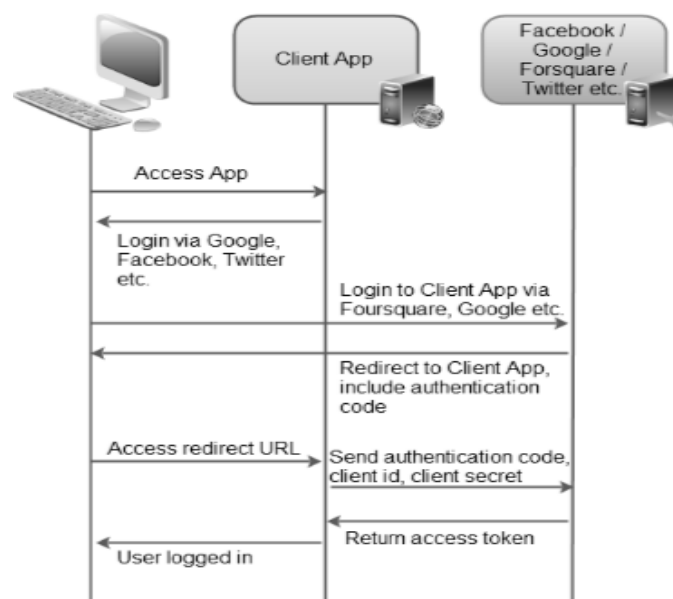 Client App
Facebook /
Google /
Forsquare /
Twitter etc.
Access App
Login via Google,
Facebook, Twitter
etc.
Login to Client App via
Foursquare, Google etc.
Redirect to Client App,
include authentication
code
Access redirect URL
Send authentication code,
client id, client secret
Return access token
User logged in